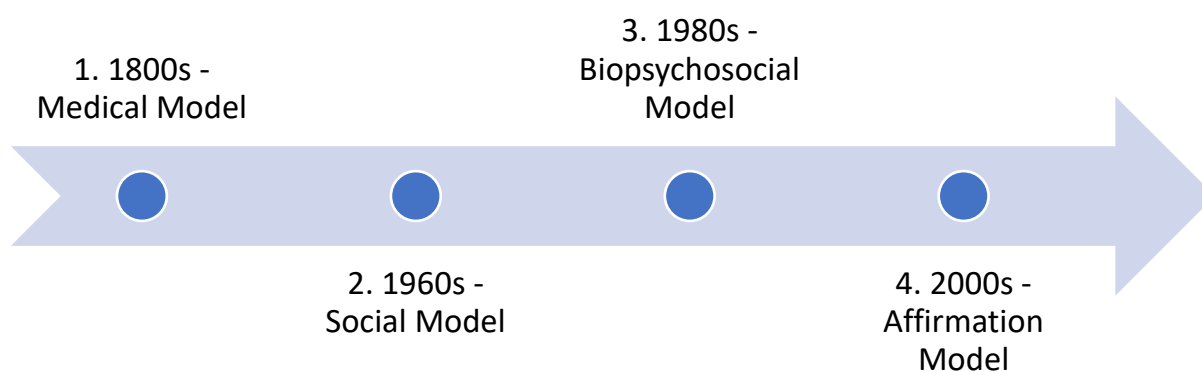 1. 1800s -
Medical Model
2. 1960s -
Social Model
3. 1980s -
Biopsychosocial
Model
4. 2000s -
Affirmation
Model